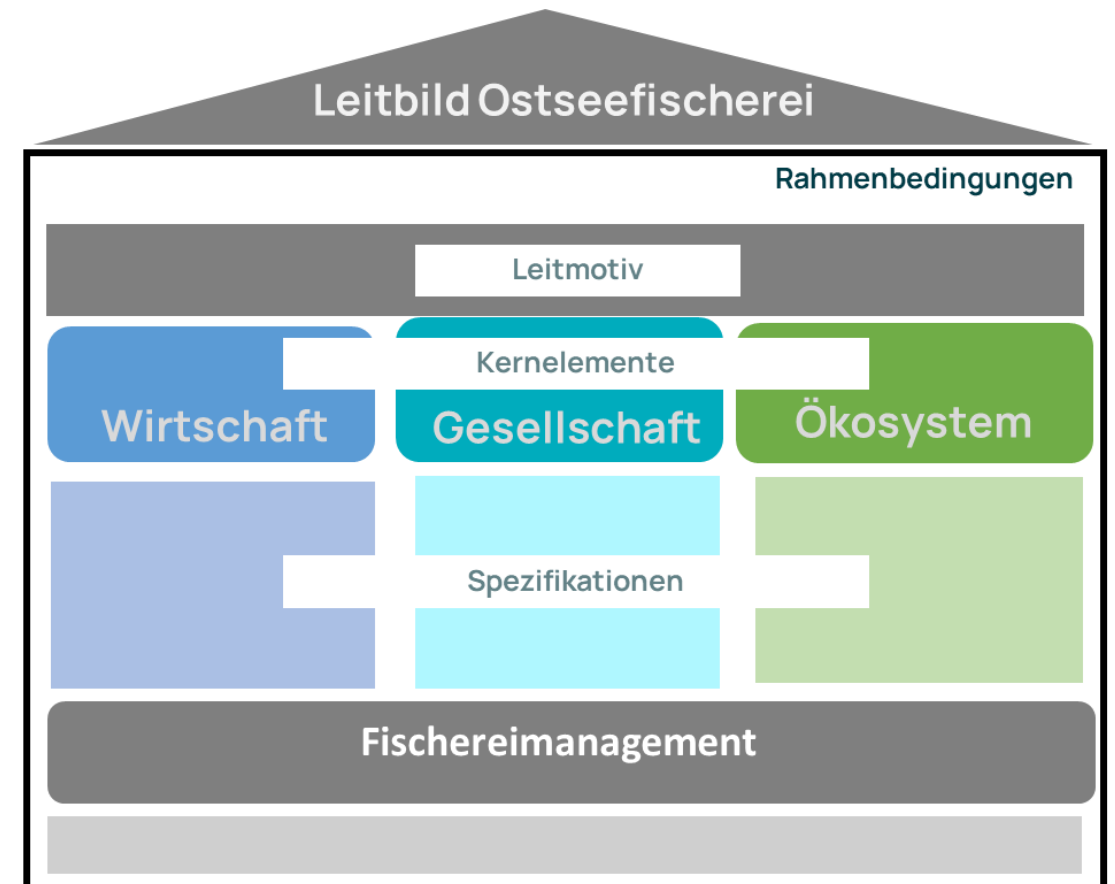 Leitbild Ostseefischerei
Rahmenbedingungen
Leitmotiv
Kernelemente
Wirtschaft
Gesellschaft
Ökosystem
Spezifikationen
Fischereimanagement